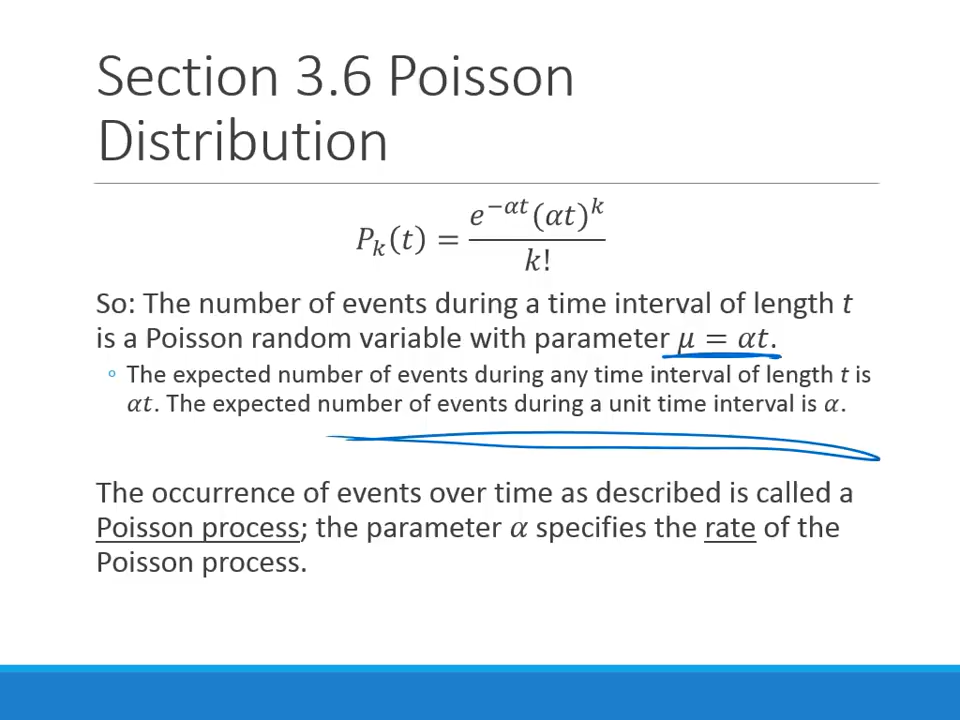 Section 3.6 Poisson
Distribution
𝑃ₖ(𝑡) = 𝑒^{−𝛼𝑡}(𝛼𝑡)^𝑘 / 𝑘!
So: The number of events during a time interval of length 𝑡
is a Poisson random variable with parameter 𝜇 = 𝛼𝑡.
◦ The expected number of events during any time interval of length 𝑡 is
𝛼𝑡. The expected number of events during a unit time interval is 𝛼.
The occurrence of events over time as described is called a
Poisson process; the parameter 𝛼 specifies the rate of the
Poisson process.